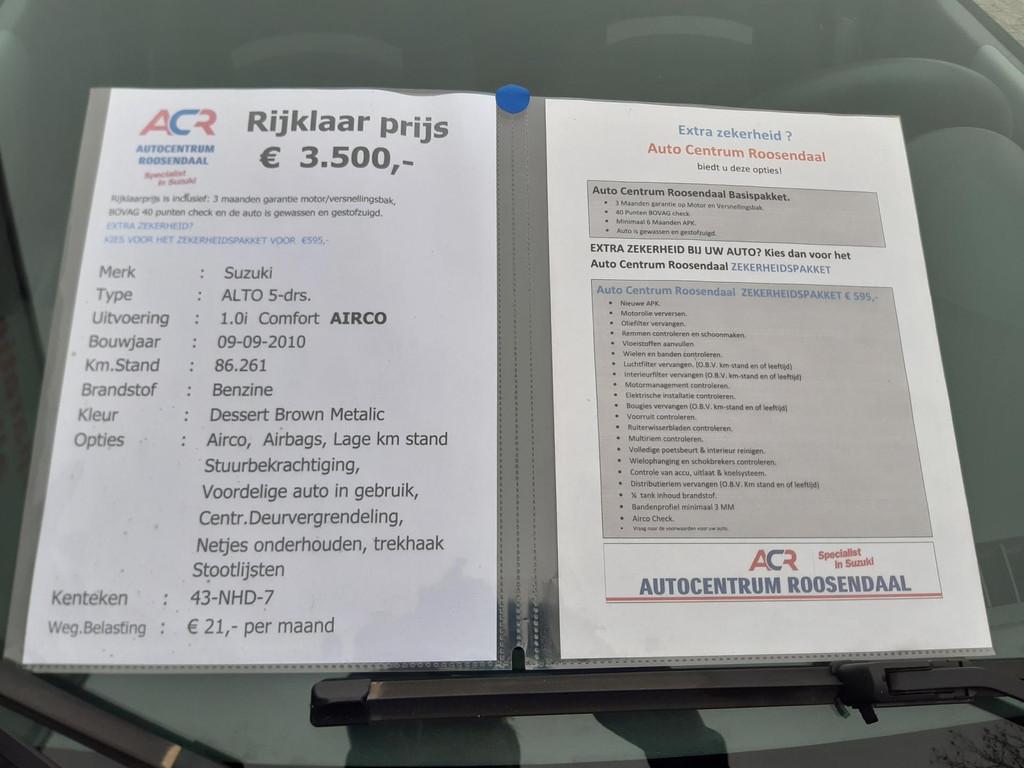 ACR
AUTOCENTRUM
ROOSENDAAL
Specialist
in Suzuki
Rijklaar prijs
€ 3.500,-
Rijklaarprijs is inclusief: 3 maanden garantie motor/versnellingsbak,
BOVAG 40 punten check en de auto is gewassen en gestofzuigd.
EXTRA ZEKERHEID?
KIES VOOR HET ZEKERHEIDSPAKKET VOOR €595,-
Merk : Suzuki
Type : ALTO 5-drs.
Uitvoering : 1.0i Comfort AIRCO
Bouwjaar : 09-09-2010
Km.Stand : 86.261
Brandstof : Benzine
Kleur : Dessert Brown Metalic
Opties : Airco, Airbags, Lage km stand
Stuurbekrachtiging,
Voordelige auto in gebruik,
Centr.Deurvergrendeling,
Netjes onderhouden, trekhaak
Stootlijsten
Kenteken : 43-NHD-7
Weg.Belasting : € 21,- per maand
Extra zekerheid ?
Auto Centrum Roosendaal
biedt u deze opties!
Auto Centrum Roosendaal Basispakket.
• 3 Maanden garantie op Motor en Versnellingsbak.
• 40 Punten BOVAG check.
• Minimaal 6 Maanden APK.
• Auto is gewassen en gestofzuigd.
EXTRA ZEKERHEID BIJ UW AUTO? Kies dan voor het
Auto Centrum Roosendaal ZEKERHEIDSPAKKET
Auto Centrum Roosendaal ZEKERHEIDSPAKKET € 595,-
• Nieuwe APK.
• Motorolie verversen.
• Oliefilter vervangen.
• Remmen controleren en schoonmaken.
• Vloeistoffen aanvullen.
• Wielen en banden controleren.
• Luchtfilter vervangen. (O.B.V. km-stand en of leeftijd)
• Interieurfilter vervangen (O.B.V. km-stand en of leeftijd)
• Motormanagement controleren.
• Elektrische installatie controleren.
• Bougies vervangen (O.B.V. km-stand en of leeftijd)
• Voorruit controleren.
• Ruiterwisserbladen controleren.
• Multiriem controleren.
• Volledige poetsbeurt & interieur reinigen.
• Wielophanging en schokbrekers controleren.
• Controle van accu, uitlaat & koelsysteem.
• Distributieriem vervangen (O.B.V. Km stand en of leeftijd)
• ¼ tank inhoud brandstof.
• Bandenprofiel minimaal 3 MM
• Airco Check.
• Vraag naar de voorwaarden voor uw auto.
ACR Specialist
in Suzuki
AUTOCENTRUM ROOSENDAAL